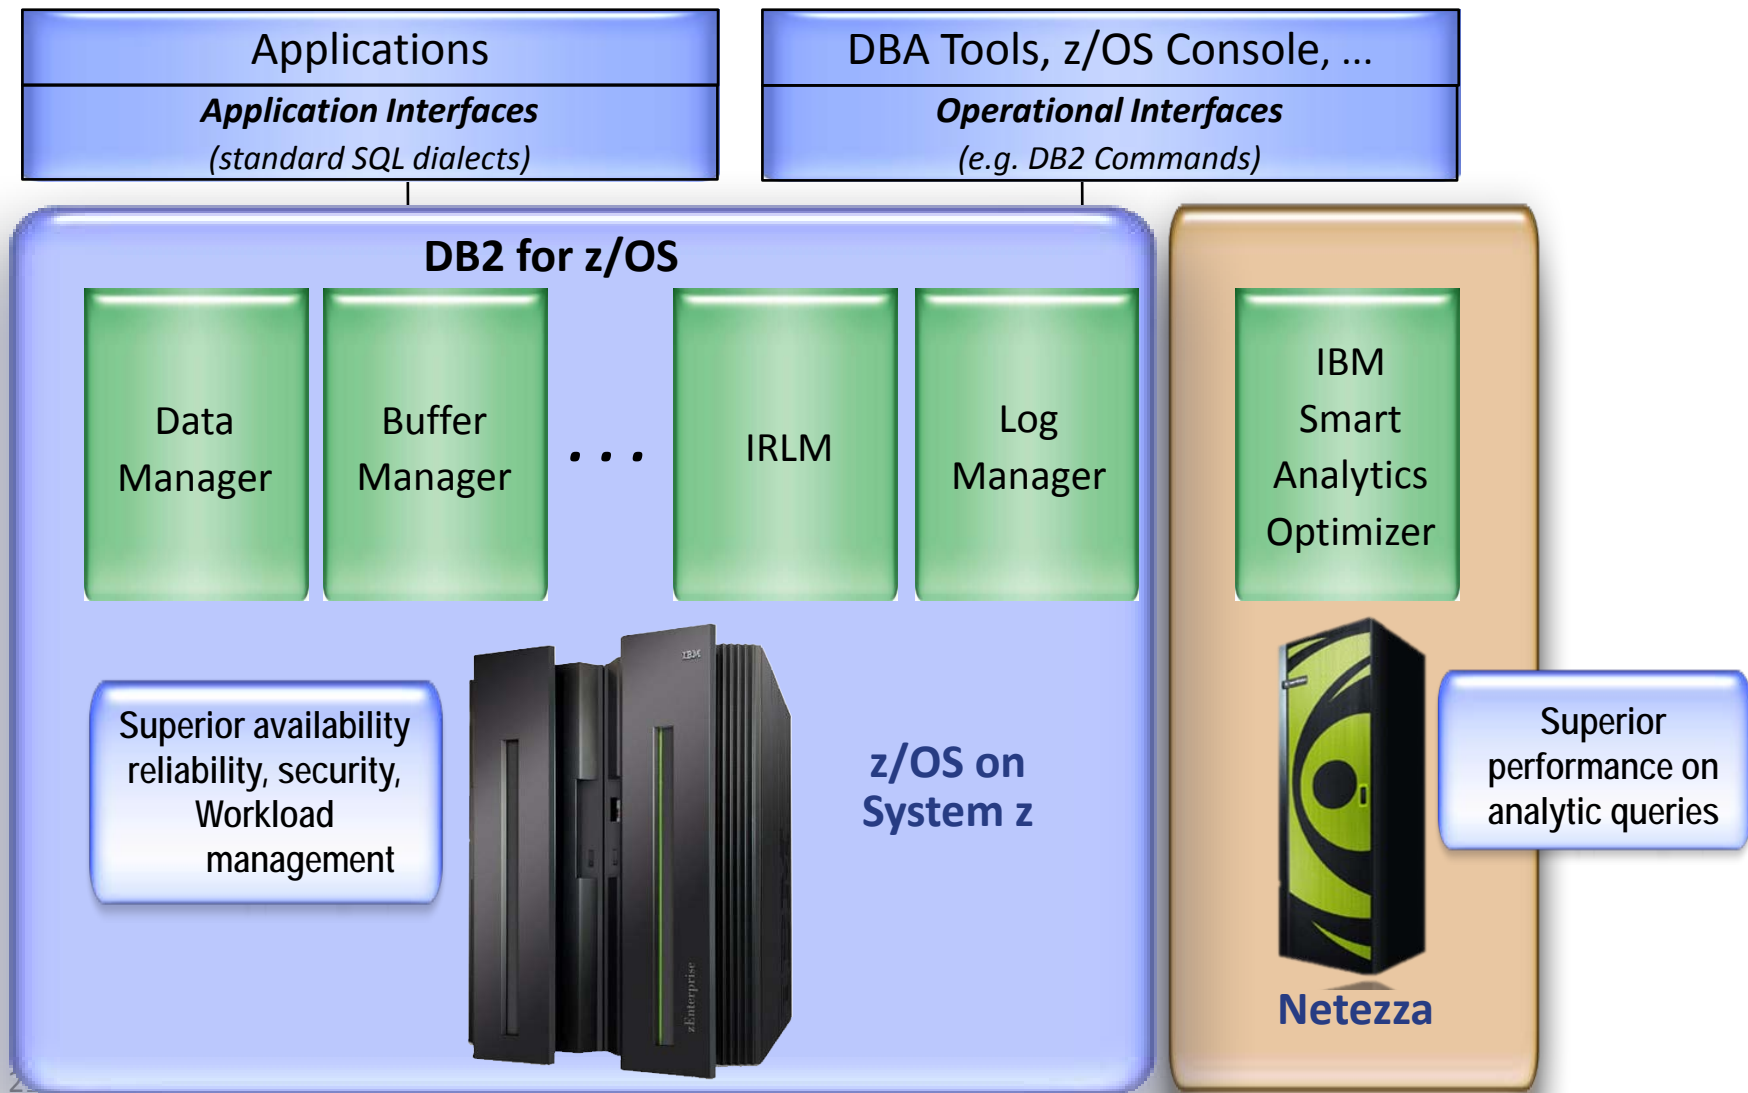 Applications
Application Interfaces
(standard SQL dialects)
DBA Tools, z/OS Console, ...
Operational Interfaces
(e.g. DB2 Commands)
DB2 for z/OS
Data
Manager
Buffer
Manager
...
IRLM
Log
Manager
IBM
Smart
Analytics
Optimizer
Superior availability
reliability, security,
Workload
management
IBM
zEnterprise
z/OS on
System z
Superior
performance on
analytic queries
Netezza